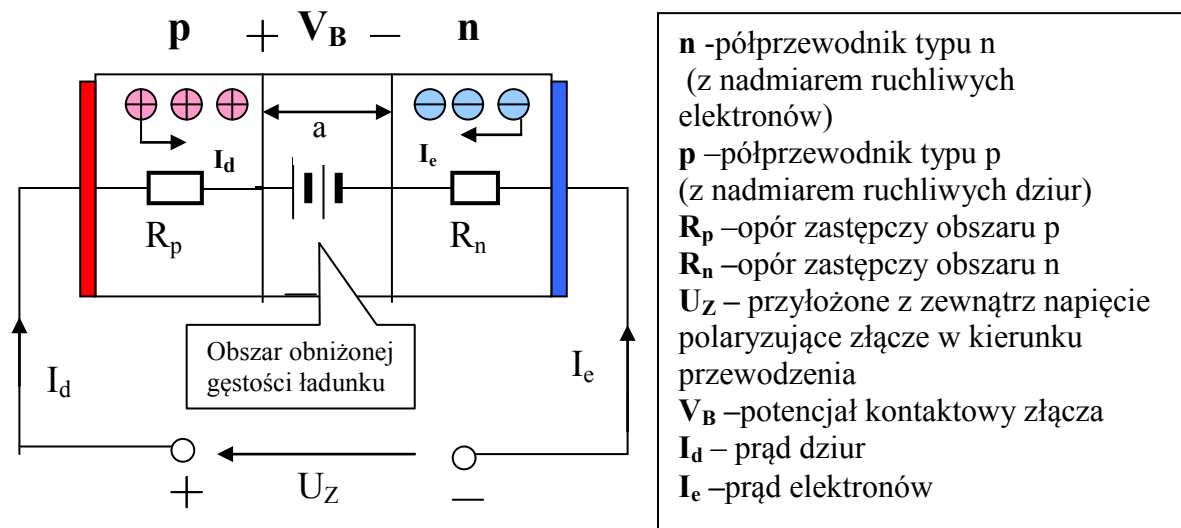 p + V_B − n
a
I_d
I_e
R_p
R_n
Obszar obniżonej
gęstości ładunku
I_d
I_e
+ U_Z −
n -półprzewodnik typu n
(z nadmiarem ruchliwych
elektronów)
p –półprzewodnik typu p
(z nadmiarem ruchliwych dziur)
R_p –opór zastępczy obszaru p
R_n –opór zastępczy obszaru n
U_Z – przyłożone z zewnątrz napięcie
polaryzujące złącze w kierunku
przewodzenia
V_B –potencjał kontaktowy złącza
I_d – prąd dziur
I_e –prąd elektronów